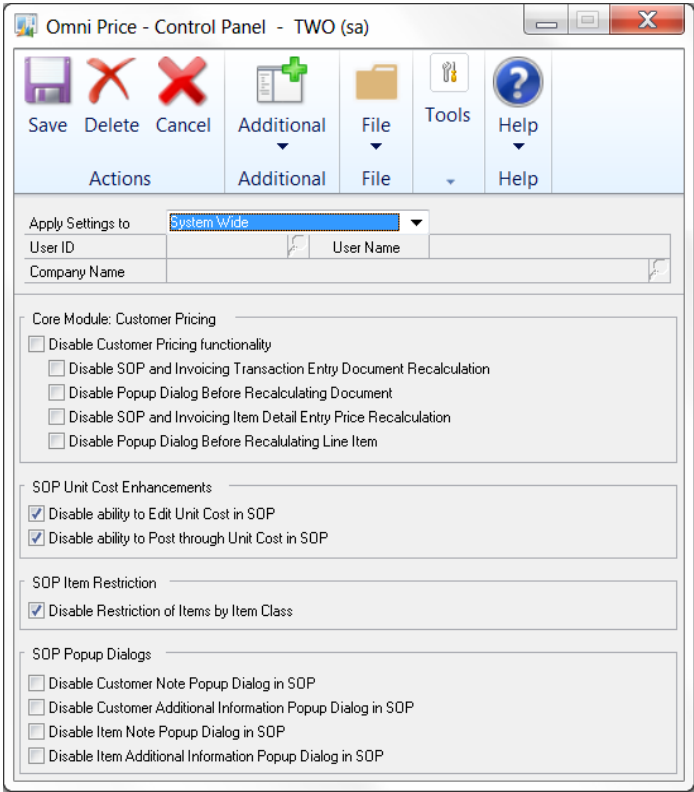 Omni Price - Control Panel - TWO (sa)
Save Delete Cancel Additional File Tools Help
Actions Additional File Help
Apply Settings to System Wide
User ID User Name
Company Name
Core Module: Customer Pricing
Disable Customer Pricing functionality
Disable SOP and Invoicing Transaction Entry Document Recalculation
Disable Popup Dialog Before Recalculating Document
Disable SOP and Invoicing Item Detail Entry Price Recalculation
Disable Popup Dialog Before Recalulating Line Item
SOP Unit Cost Enhancements
Disable ability to Edit Unit Cost in SOP
Disable ability to Post through Unit Cost in SOP
SOP Item Restriction
Disable Restriction of Items by Item Class
SOP Popup Dialogs
Disable Customer Note Popup Dialog in SOP
Disable Customer Additional Information Popup Dialog in SOP
Disable Item Note Popup Dialog in SOP
Disable Item Additional Information Popup Dialog in SOP